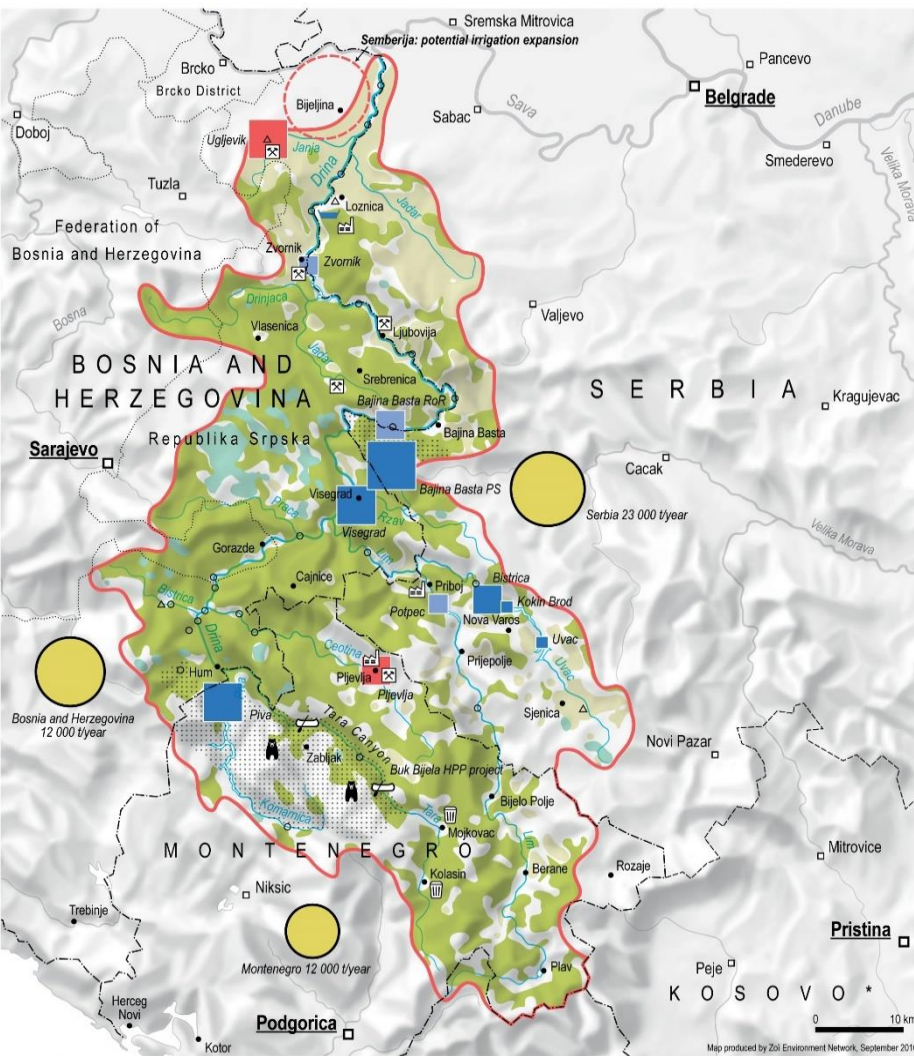 Sremska Mitrovica
Semberija: potential irrigation expansion
Brcko
Brcko District
Pancevo
Bijeljina
Belgrade
Sabac
Sava
Danube
Doboj
Ugljevik
Janja
Drina
Smederevo
Velika Morava
Tuzla
Loznica
Jadar
Federation of
Bosnia and Herzegovina
Zvornik
Zvornik
Drinjaca
Bosna
Valjevo
Vlasenica
Ljubovija
Jadar
BOSNIA AND
HERZEGOVINA
Srebrenica
SERBIA
Kragujevac
Bajina Basta RoR
Republika Srpska
Bajina Basta
Sarajevo
Cacak
Bajina Basta PS
Visegrad
Praca
Rzav
Visegrad
Serbia 23 000 t/year
Velika Morava
Gorazde
Lim
Cajnice
Priboj
Bistrica
Bistrica
Potpec
Kokin Brod
Nova Varos
Uvac
Uvac
Drina
Ceotina
Prijepolje
Hum
Pljevlja
Pljevlja
Sjenica
Bosnia and Herzegovina
12 000 t/year
Piva
Tara Canyon
Novi Pazar
Zabljak
Buk Bijela HPP project
Komarnica
Tara
Bijelo Polje
Mojkovac
MONTENEGRO
Lim
Mitrovice
Kolasin
Berane
Rozaje
Niksic
Trebinje
Pristina
Montenegro 12 000 t/year
Plav
Peje
KOSOVO*
Herceg
Novi
Podgorica
0 10 km
Kotor
Map produced by Zoï Environment Network, September 2016